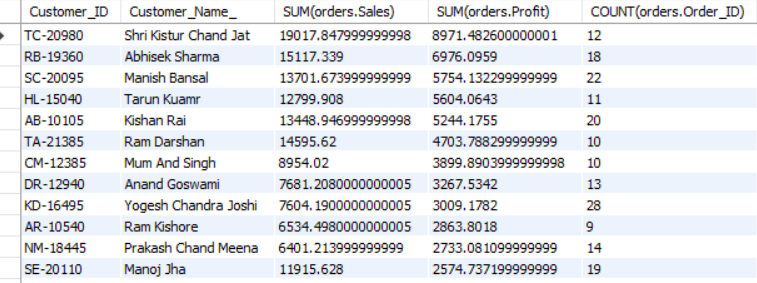 Customer_ID Customer_Name_ SUM(orders.Sales) SUM(orders.Profit) COUNT(orders.Order_ID)
TC-20980 Shri Kistur Chand Jat 19017.847999999998 8971.482600000001 12
RB-19360 Abhisek Sharma 15117.339 6976.0959 18
SC-20095 Manish Bansal 13701.673999999999 5754.132299999999 22
HL-15040 Tarun Kuamr 12799.908 5604.0643 11
AB-10105 Kishan Rai 13448.946999999998 5244.1755 20
TA-21385 Ram Darshan 14595.62 4703.788299999999 10
CM-12385 Mum And Singh 8954.02 3899.8903999999998 10
DR-12940 Anand Goswami 7681.2080000000005 3267.5342 13
KD-16495 Yogesh Chandra Joshi 7604.1900000000005 3009.1782 28
AR-10540 Ram Kishore 6534.4980000000005 2863.8018 9
NM-18445 Prakash Chand Meena 6401.213999999999 2733.081099999999 14
SE-20110 Manoj Jha 11915.628 2574.737199999999 19